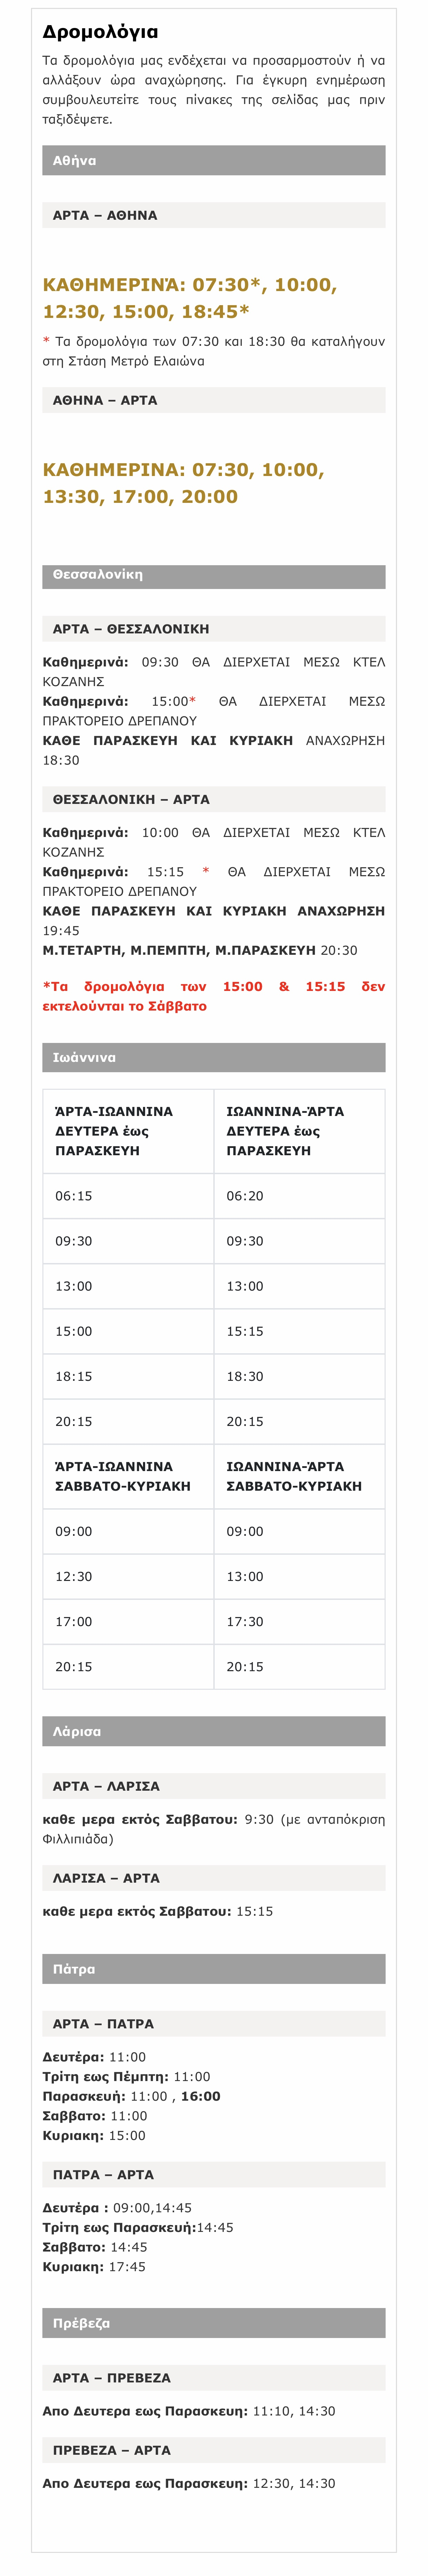 Δρομολόγια
Τα δρομολόγια μας ενδέχεται να προσαρμοστούν ή να
αλλάξουν ώρα αναχώρησης. Για έγκυρη ενημέρωση
συμβουλευτείτε τους πίνακες της σελίδας μας πριν
ταξιδέψετε.
Αθήνα
ΑΡΤΑ – ΑΘΗΝΑ
ΚΑΘΗΜΕΡΙΝΆ: 07:30*, 10:00,
12:30, 15:00, 18:45*
* Τα δρομολόγια των 07:30 και 18:30 θα καταλήγουν
στη Στάση Μετρό Ελαιώνα
ΑΘΗΝΑ – ΑΡΤΑ
ΚΑΘΗΜΕΡΙΝΑ: 07:30, 10:00,
13:30, 17:00, 20:00
Θεσσαλονίκη
ΑΡΤΑ – ΘΕΣΣΑΛΟΝΙΚΗ
Καθημερινά: 09:30 ΘΑ ΔΙΕΡΧΕΤΑΙ ΜΕΣΩ ΚΤΕΛ
ΚΟΖΑΝΗΣ
Καθημερινά: 15:00* ΘΑ ΔΙΕΡΧΕΤΑΙ ΜΕΣΩ
ΠΡΑΚΤΟΡΕΙΟ ΔΡΕΠΑΝΟΥ
ΚΑΘΕ ΠΑΡΑΣΚΕΥΗ ΚΑΙ ΚΥΡΙΑΚΗ ΑΝΑΧΩΡΗΣΗ
18:30
ΘΕΣΣΑΛΟΝΙΚΗ – ΑΡΤΑ
Καθημερινά: 10:00 ΘΑ ΔΙΕΡΧΕΤΑΙ ΜΕΣΩ ΚΤΕΛ
ΚΟΖΑΝΗΣ
Καθημερινά: 15:15 * ΘΑ ΔΙΕΡΧΕΤΑΙ ΜΕΣΩ
ΠΡΑΚΤΟΡΕΙΟ ΔΡΕΠΑΝΟΥ
ΚΑΘΕ ΠΑΡΑΣΚΕΥΗ ΚΑΙ ΚΥΡΙΑΚΗ ΑΝΑΧΩΡΗΣΗ
19:45
Μ.ΤΕΤΑΡΤΗ, Μ.ΠΕΜΠΤΗ, Μ.ΠΑΡΑΣΚΕΥΗ 20:30
*Τα δρομολόγια των 15:00 & 15:15 δεν
εκτελούνται το Σάββατο
Ιωάννινα
ΆΡΤΑ-ΙΩΑΝΝΙΝΑ
ΔΕΥΤΕΡΑ έως
ΠΑΡΑΣΚΕΥΗ
ΙΩΑΝΝΙΝΑ-ΆΡΤΑ
ΔΕΥΤΕΡΑ έως
ΠΑΡΑΣΚΕΥΗ
06:15 06:20
09:30 09:30
13:00 13:00
15:00 15:15
18:15 18:30
20:15 20:15
ΆΡΤΑ-ΙΩΑΝΝΙΝΑ
ΣΑΒΒΑΤΟ-ΚΥΡΙΑΚΗ
ΙΩΑΝΝΙΝΑ-ΆΡΤΑ
ΣΑΒΒΑΤΟ-ΚΥΡΙΑΚΗ
09:00 09:00
12:30 13:00
17:00 17:30
20:15 20:15
Λάρισα
ΑΡΤΑ – ΛΑΡΙΣΑ
καθε μερα εκτός Σαββατου: 9:30 (με ανταπόκριση
Φιλλιπιάδα)
ΛΑΡΙΣΑ – ΑΡΤΑ
καθε μερα εκτός Σαββατου: 15:15
Πάτρα
ΑΡΤΑ – ΠΑΤΡΑ
Δευτέρα: 11:00
Τρίτη εως Πέμπτη: 11:00
Παρασκευή: 11:00 , 16:00
Σαββατο: 11:00
Κυριακη: 15:00
ΠΑΤΡΑ – ΑΡΤΑ
Δευτέρα : 09:00,14:45
Τρίτη εως Παρασκευή:14:45
Σαββατο: 14:45
Κυριακη: 17:45
Πρέβεζα
ΑΡΤΑ – ΠΡΕΒΕΖΑ
Απο Δευτερα εως Παρασκευη: 11:10, 14:30
ΠΡΕΒΕΖΑ – ΑΡΤΑ
Απο Δευτερα εως Παρασκευη: 12:30, 14:30